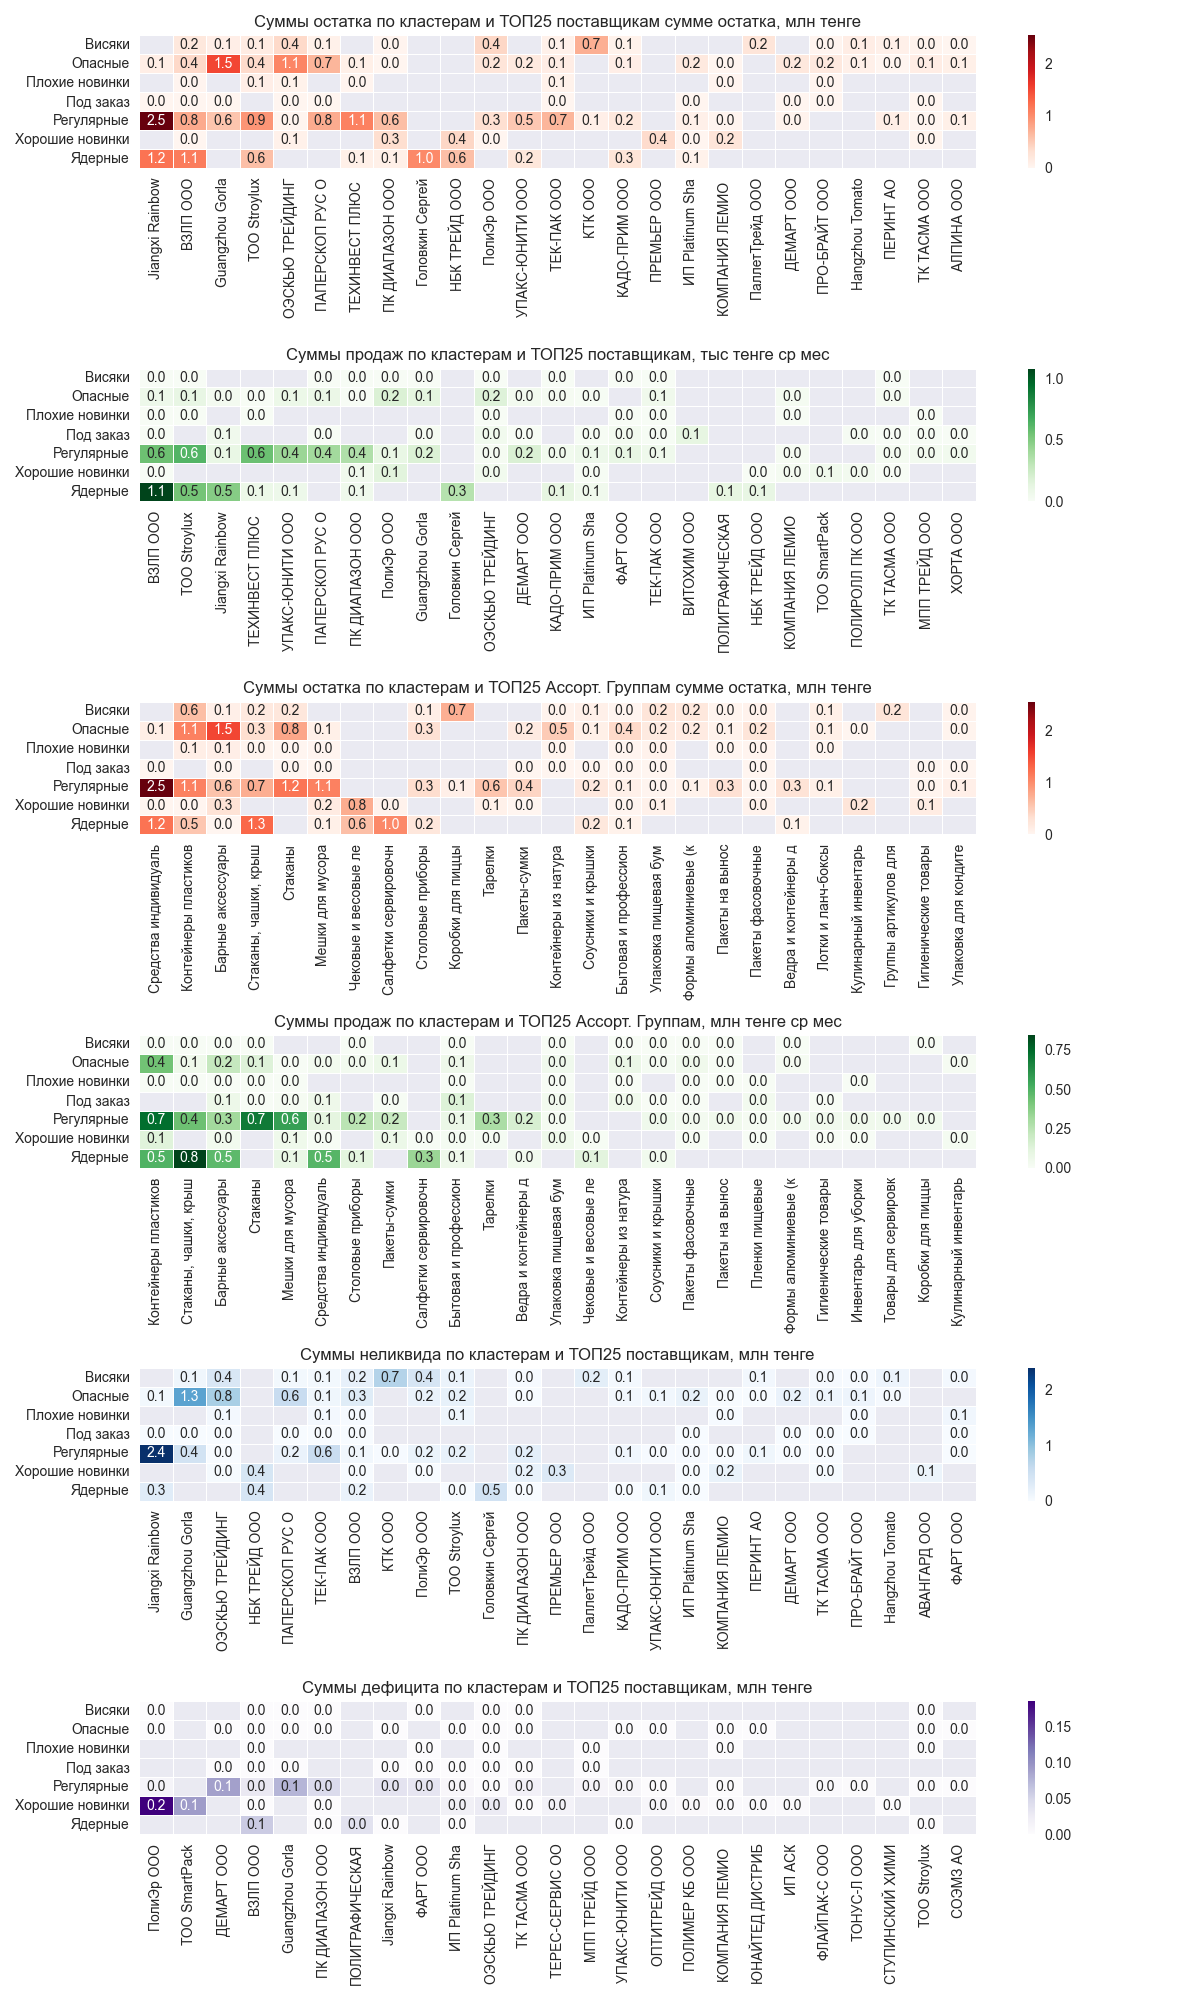 Суммы остатка по кластерам и ТОП25 поставщикам сумме остатка, млн тенге
Висяки 0.2 0.1 0.1 0.4 0.1 0.0 0.4 0.1 0.7 0.1 0.2 0.0 0.1 0.1 0.0 0.0
Опасные 0.1 0.4 1.5 0.4 1.1 0.7 0.1 0.0 0.2 0.2 0.1 0.1 0.2 0.0 0.2 0.2 0.1 0.0 0.1 0.1
Плохие новинки 0.0 0.1 0.1 0.0 0.1 0.0 0.0
Под заказ 0.0 0.0 0.0 0.0 0.0 0.0 0.0 0.0 0.0 0.0
Регулярные 2.5 0.8 0.6 0.9 0.0 0.8 1.1 0.6 0.3 0.5 0.7 0.1 0.2 0.1 0.0 0.0 0.1 0.0 0.1
Хорошие новинки 0.0 0.1 0.3 0.4 0.0 0.4 0.0 0.2 0.0
Ядерные 1.2 1.1 0.6 0.1 0.1 1.0 0.6 0.2 0.3 0.1
2
1
0
Jiangxi Rainbow
ВЗЛП ООО
Guangzhou Gorla
ТОО Stroylux
ОЭСКЬЮ ТРЕЙДИНГ
ПАПЕРСКОП РУС О
ТЕХИНВЕСТ ПЛЮС
ПК ДИАПАЗОН ООО
Головкин Сергей
НБК ТРЕЙД ООО
ПолиЭр ООО
УПАКС-ЮНИТИ ООО
ТЕК-ПАК ООО
КТК ООО
КАДО-ПРИМ ООО
ПРЕМЬЕР ООО
ИП Platinum Sha
КОМПАНИЯ ЛЕМИО
ПаллетТрейд ООО
ДЕМАРТ ООО
ПРО-БРАЙТ ООО
Hangzhou Tomato
ПЕРИНТ АО
ТК ТАСМА ООО
АЛПИНА ООО
Суммы продаж по кластерам и ТОП25 поставщикам, тыс тенге ср мес
Висяки 0.0 0.0 0.0 0.0 0.0 0.0 0.0 0.0 0.0 0.0 0.0
Опасные 0.1 0.1 0.0 0.0 0.1 0.1 0.0 0.2 0.1 0.2 0.0 0.0 0.0 0.1 0.0 0.0
Плохие новинки 0.0 0.0 0.0 0.0 0.0 0.0 0.0 0.0
Под заказ 0.0 0.1 0.0 0.0 0.0 0.0 0.0 0.0 0.0 0.1 0.0 0.0 0.0 0.0
Регулярные 0.6 0.6 0.1 0.6 0.4 0.4 0.4 0.1 0.2 0.0 0.2 0.0 0.1 0.1 0.1 0.0 0.0 0.0 0.0
Хорошие новинки 0.0 0.1 0.1 0.0 0.0 0.0 0.0 0.1 0.0 0.0
Ядерные 1.1 0.5 0.5 0.1 0.1 0.1 0.3 0.1 0.1 0.1 0.1
1.0
0.5
0.0
ВЗЛП ООО
ТОО Stroylux
Jiangxi Rainbow
ТЕХИНВЕСТ ПЛЮС
УПАКС-ЮНИТИ ООО
ПАПЕРСКОП РУС О
ПК ДИАПАЗОН ООО
ПолиЭр ООО
Guangzhou Gorla
Головкин Сергей
ОЭСКЬЮ ТРЕЙДИНГ
ДЕМАРТ ООО
КАДО-ПРИМ ООО
ИП Platinum Sha
ФАРТ ООО
ТЕК-ПАК ООО
ВИТОХИМ ООО
ПОЛИГРАФИЧЕСКАЯ
НБК ТРЕЙД ООО
КОМПАНИЯ ЛЕМИО
ТОО SmartPack
ПОЛИРОЛЛ ПК ООО
ТК ТАСМА ООО
МПП ТРЕЙД ООО
ХОРТА ООО
Суммы остатка по кластерам и ТОП25 Ассорт. Группам сумме остатка, млн тенге
Висяки 0.6 0.1 0.2 0.2 0.1 0.7 0.0 0.1 0.0 0.2 0.2 0.0 0.0 0.1 0.2 0.0
Опасные 0.1 1.1 1.5 0.3 0.8 0.1 0.3 0.2 0.5 0.1 0.4 0.2 0.2 0.1 0.2 0.1 0.0 0.0
Плохие новинки 0.1 0.1 0.0 0.0 0.0 0.0 0.0 0.0 0.0 0.0 0.0
Под заказ 0.0 0.0 0.0 0.0 0.0 0.0 0.0 0.0 0.0 0.0 0.0 0.0
Регулярные 2.5 1.1 0.6 0.7 1.2 1.1 0.3 0.1 0.6 0.4 0.2 0.1 0.0 0.1 0.3 0.0 0.3 0.1 0.0 0.1
Хорошие новинки 0.0 0.0 0.3 0.2 0.8 0.0 0.1 0.0 0.0 0.1 0.0 0.2 0.1
Ядерные 1.2 0.5 0.0 1.3 0.1 0.6 1.0 0.2 0.2 0.1 0.1
2
1
0
Средства индивидуаль
Контейнеры пластиков
Барные аксессуары
Стаканы, чашки, крыш
Стаканы
Мешки для мусора
Чековые и весовые ле
Салфетки сервировочн
Столовые приборы
Коробки для пиццы
Тарелки
Пакеты-сумки
Контейнеры из натура
Соусники и крышки
Бытовая и профессион
Упаковка пищевая бум
Формы алюминиевые (к
Пакеты на вынос
Пакеты фасовочные
Ведра и контейнеры д
Лотки и ланч-боксы
Кулинарный инвентарь
Группы артикулов для
Гигиенические товары
Упаковка для кондите
Суммы продаж по кластерам и ТОП25 Ассорт. Группам, млн тенге ср мес
Висяки 0.0 0.0 0.0 0.0 0.0 0.0 0.0 0.0 0.0 0.0 0.0 0.0 0.0
Опасные 0.4 0.1 0.2 0.1 0.0 0.0 0.0 0.1 0.1 0.0 0.1 0.0 0.0 0.0 0.0 0.0
Плохие новинки 0.0 0.0 0.0 0.0 0.0 0.0 0.0 0.0 0.0 0.0 0.0 0.0 0.0
Под заказ 0.1 0.0 0.0 0.1 0.0 0.1 0.0 0.0 0.0 0.0 0.0 0.0 0.0
Регулярные 0.7 0.4 0.3 0.7 0.6 0.1 0.2 0.2 0.1 0.3 0.2 0.0 0.0 0.0 0.0 0.0 0.0 0.0 0.0 0.0 0.0
Хорошие новинки 0.1 0.0 0.1 0.0 0.1 0.0 0.0 0.0 0.0 0.0 0.0 0.0 0.0 0.0 0.0
Ядерные 0.5 0.8 0.5 0.1 0.5 0.1 0.3 0.1 0.0 0.1 0.0
0.75
0.50
0.25
0.00
Контейнеры пластиков
Стаканы, чашки, крыш
Барные аксессуары
Стаканы
Мешки для мусора
Средства индивидуаль
Столовые приборы
Пакеты-сумки
Салфетки сервировочн
Бытовая и профессион
Тарелки
Ведра и контейнеры д
Упаковка пищевая бум
Чековые и весовые ле
Контейнеры из натура
Соусники и крышки
Пакеты фасовочные
Пакеты на вынос
Пленки пищевые
Формы алюминиевые (к
Гигиенические товары
Инвентарь для уборки
Товары для сервировк
Коробки для пиццы
Кулинарный инвентарь
Суммы неликвида по кластерам и ТОП25 поставщикам, млн тенге
Висяки 0.1 0.4 0.1 0.1 0.2 0.7 0.4 0.1 0.0 0.2 0.1 0.1 0.0 0.0 0.1 0.0
Опасные 0.1 1.3 0.8 0.6 0.1 0.3 0.2 0.2 0.0 0.1 0.1 0.2 0.0 0.0 0.2 0.1 0.1 0.0
Плохие новинки 0.1 0.1 0.0 0.1 0.0 0.0 0.1
Под заказ 0.0 0.0 0.0 0.0 0.0 0.0 0.0 0.0 0.0 0.0 0.0
Регулярные 2.4 0.4 0.0 0.2 0.6 0.1 0.0 0.2 0.2 0.2 0.1 0.0 0.0 0.0 0.1 0.0 0.0 0.0
Хорошие новинки 0.0 0.4 0.0 0.0 0.2 0.3 0.0 0.2 0.0 0.1
Ядерные 0.3 0.4 0.2 0.0 0.5 0.0 0.0 0.1 0.0
2
1
0
Jiangxi Rainbow
Guangzhou Gorla
ОЭСКЬЮ ТРЕЙДИНГ
НБК ТРЕЙД ООО
ПАПЕРСКОП РУС О
ТЕК-ПАК ООО
ВЗЛП ООО
КТК ООО
ПолиЭр ООО
ТОО Stroylux
Головкин Сергей
ПК ДИАПАЗОН ООО
ПРЕМЬЕР ООО
ПаллетТрейд ООО
КАДО-ПРИМ ООО
УПАКС-ЮНИТИ ООО
ИП Platinum Sha
КОМПАНИЯ ЛЕМИО
ПЕРИНТ АО
ДЕМАРТ ООО
ТК ТАСМА ООО
ПРО-БРАЙТ ООО
Hangzhou Tomato
АВАНГАРД ООО
ФАРТ ООО
Суммы дефицита по кластерам и ТОП25 поставщикам, млн тенге
Висяки 0.0 0.0 0.0 0.0 0.0 0.0 0.0 0.0
Опасные 0.0 0.0 0.0 0.0 0.0 0.0 0.0 0.0 0.0 0.0 0.0 0.0 0.0 0.0 0.0
Плохие новинки 0.0 0.0 0.0 0.0 0.0 0.0
Под заказ 0.0 0.0 0.0 0.0 0.0 0.0 0.0 0.0 0.0
Регулярные 0.0 0.1 0.0 0.1 0.0 0.0 0.0 0.0 0.0 0.0 0.0 0.0 0.0 0.0 0.0 0.0 0.0 0.0
Хорошие новинки 0.2 0.1 0.0 0.0 0.0 0.0 0.0 0.0 0.0 0.0 0.0 0.0 0.0 0.0
Ядерные 0.1 0.0 0.0 0.0 0.0 0.0 0.0
0.15
0.10
0.05
0.00
ПолиЭр ООО
ТОО SmartPack
ДЕМАРТ ООО
ВЗЛП ООО
Guangzhou Gorla
ПК ДИАПАЗОН ООО
ПОЛИГРАФИЧЕСКАЯ
Jiangxi Rainbow
ФАРТ ООО
ИП Platinum Sha
ОЭСКЬЮ ТРЕЙДИНГ
ТК ТАСМА ООО
ТЕРЕС-СЕРВИС ОО
МПП ТРЕЙД ООО
УПАКС-ЮНИТИ ООО
ОПТИТРЕЙД ООО
ПОЛИМЕР КБ ООО
КОМПАНИЯ ЛЕМИО
ЮНАЙТЕД ДИСТРИБ
ИП АСК
ФЛАЙПАК-С ООО
ТОНУС-Л ООО
СТУПИНСКИЙ ХИМИ
ТОО Stroylux
СОЭМЗ АО